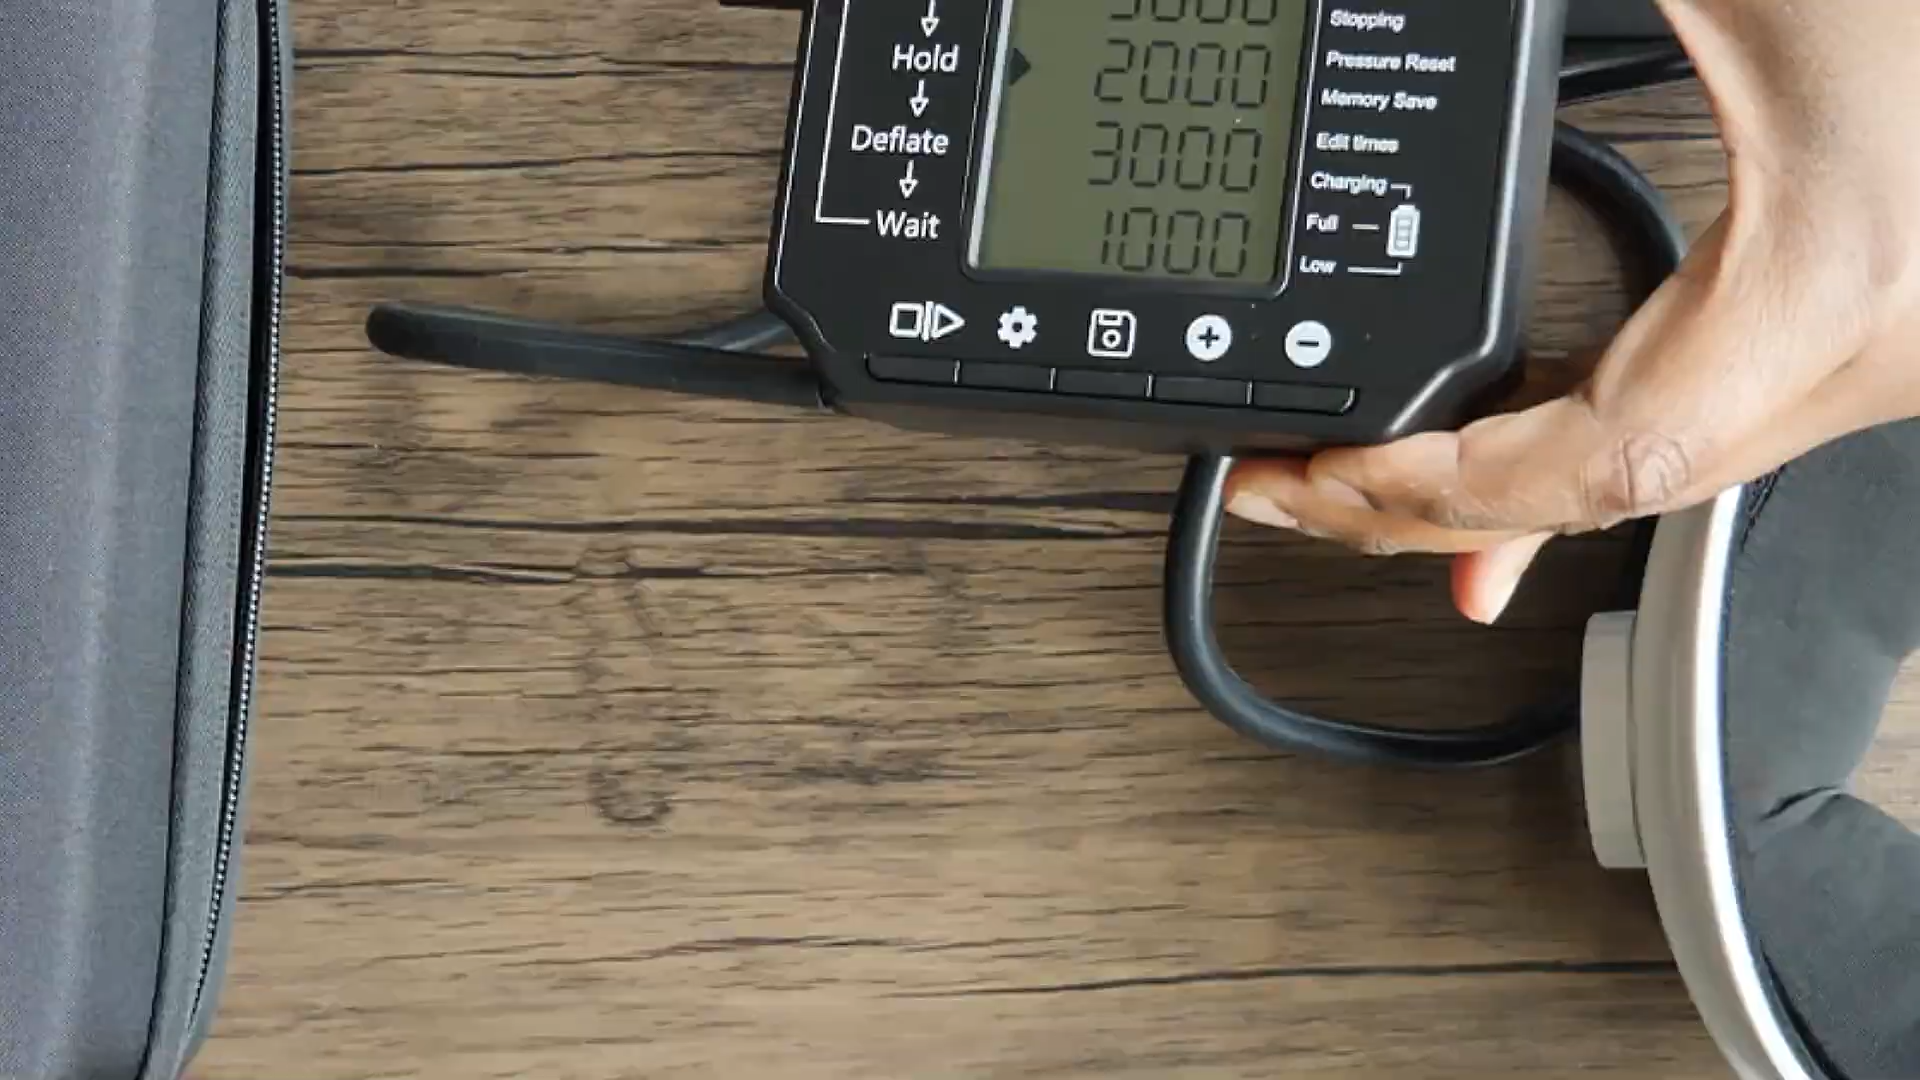 Hold
Deflate
Wait
2000
3000
1000
Stopping
Pressure Reset
Memory Save
Edit times
Charging
Full
Low